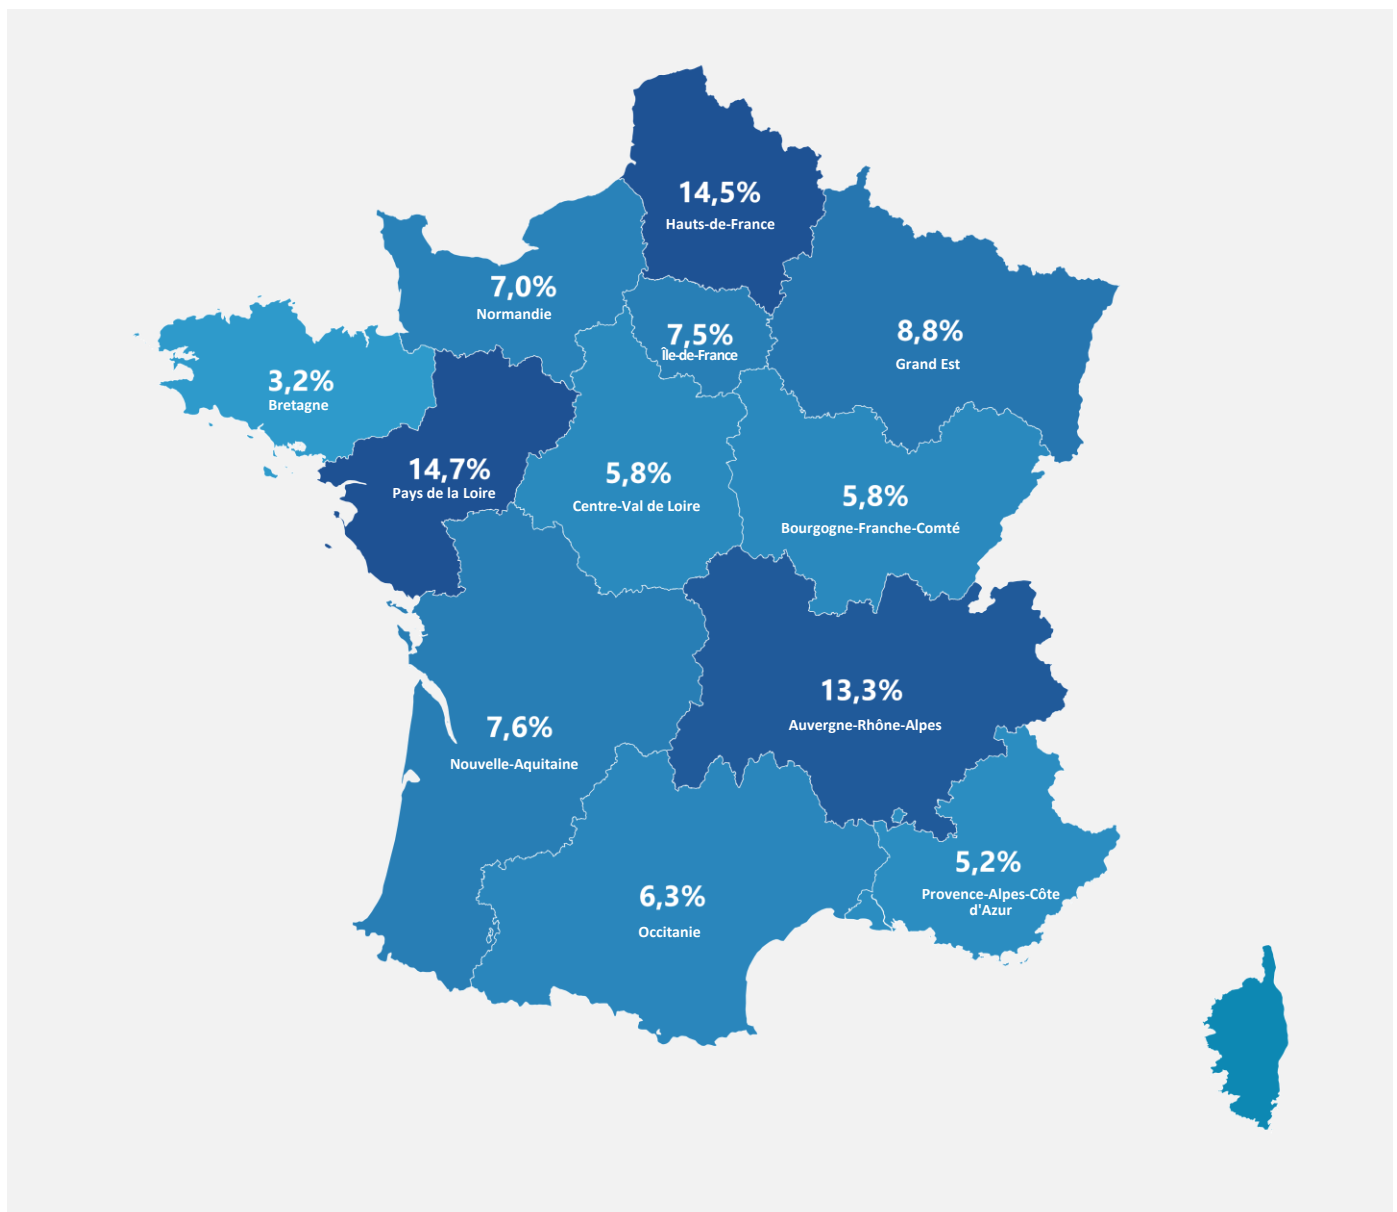 14,5%
Hauts-de-France
7,0%
Normandie
7,5%
Île-de-France
8,8%
Grand Est
3,2%
Bretagne
14,7%
Pays de la Loire
5,8%
Centre-Val de Loire
5,8%
Bourgogne-Franche-Comté
13,3%
Auvergne-Rhône-Alpes
7,6%
Nouvelle-Aquitaine
6,3%
Occitanie
5,2%
Provence-Alpes-Côte
d'Azur